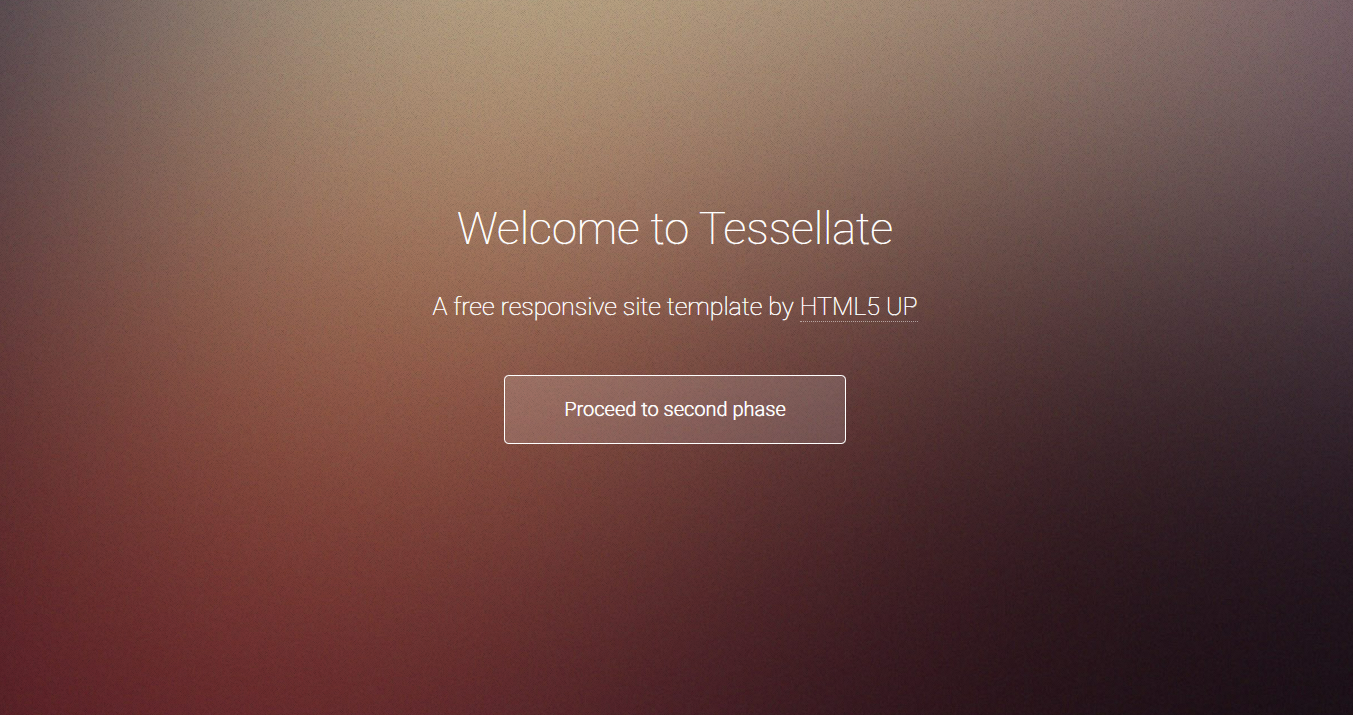 Welcome to Tessellate
A free responsive site template by HTML5 UP
Proceed to second phase